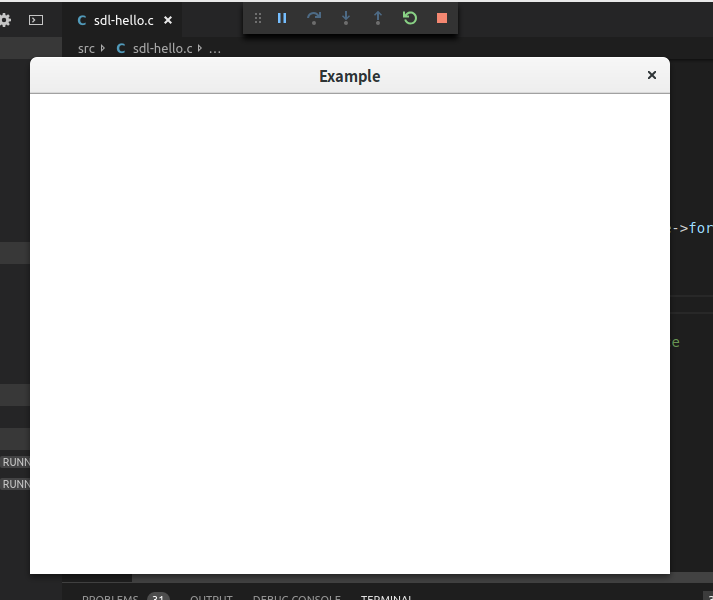 C sdl-hello.c ×
src C sdl-hello.c …
Example ×
->for
e
RUNN
RUNN
PROBLEMS 31 OUTPUT DEBUG CONSOLE TERMINAL